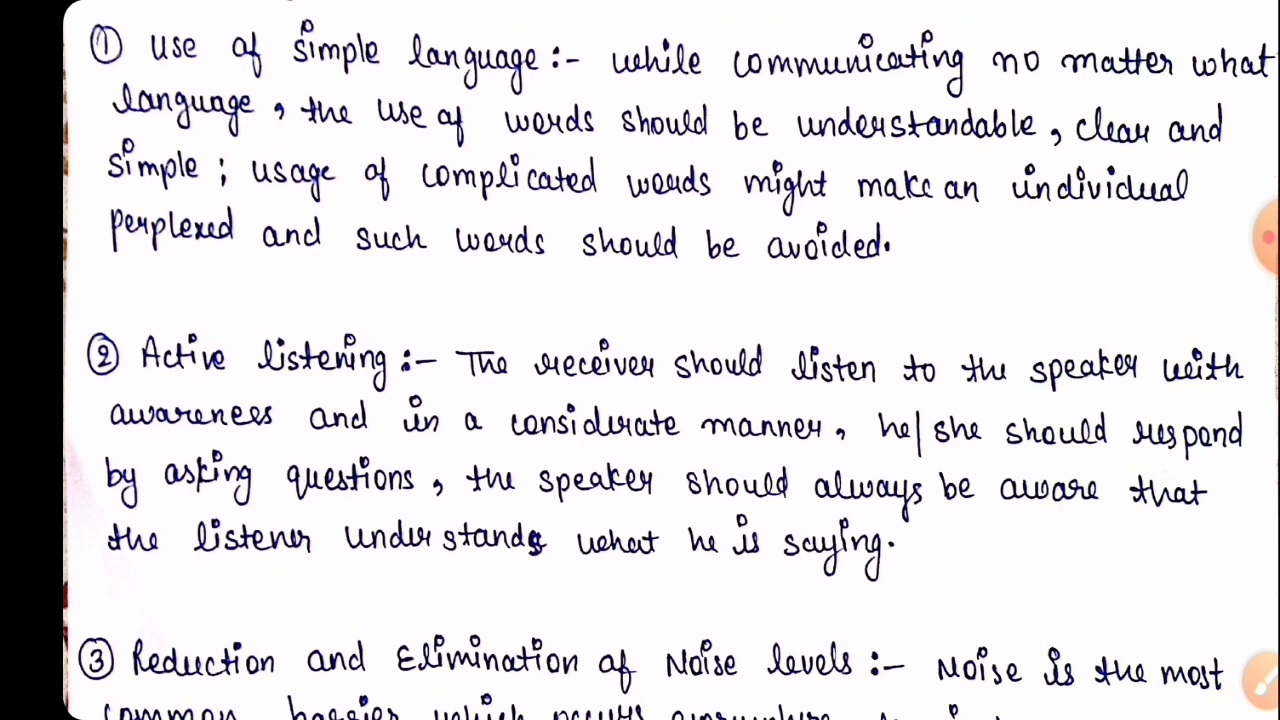 ① use of simple language :- while communicating no matter what
language, the use of words should be understandable, clear and
simple; usage of complicated words might make an individual
perplexed and such words should be avoided.
② Active listening :- The receiver should listen to the speaker with
awareness and in a considerate manner, he/she should respond
by asking questions, the speaker should always be aware that
the listener understands what he is saying.
③ Reduction and Elimination of Noise levels :- Noise is the most
common barrier which occurs